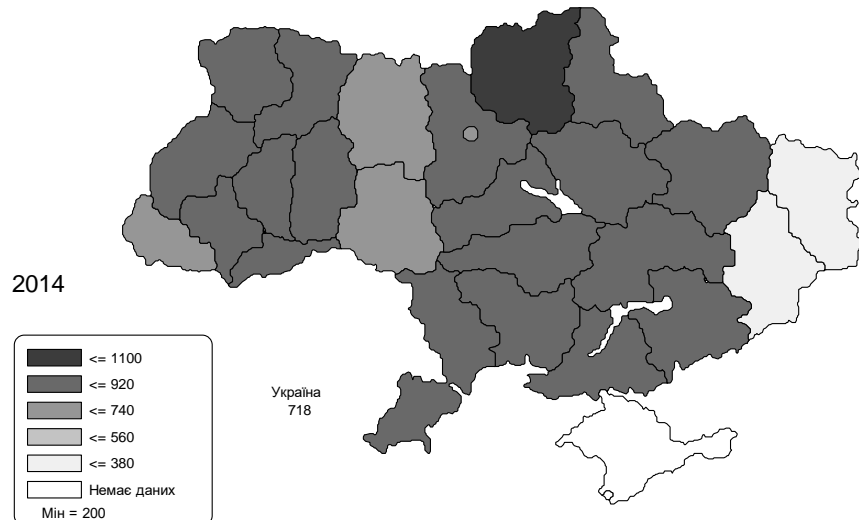 2014
Україна
718
<= 1100
<= 920
<= 740
<= 560
<= 380
Немає даних
Мін = 200